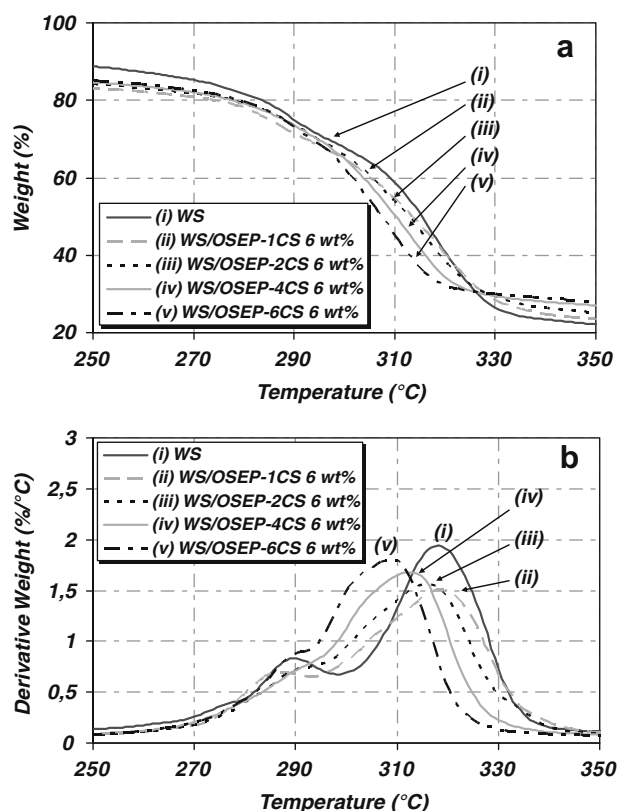 a
100
80
60
40
20
Weight (%)
(i)
(ii)
(iii)
(iv)
(v)
(i) WS
(ii) WS/OSEP-1CS 6 wt%
(iii) WS/OSEP-2CS 6 wt%
(iv) WS/OSEP-4CS 6 wt%
(v) WS/OSEP-6CS 6 wt%
250 270 290 310 330 350
Temperature (°C)
b
3
2,5
2
1,5
1
0,5
0
Derivative Weight (%/°C)
(i) WS
(ii) WS/OSEP-1CS 6 wt%
(iii) WS/OSEP-2CS 6 wt%
(iv) WS/OSEP-4CS 6 wt%
(v) WS/OSEP-6CS 6 wt%
(v)
(i)
(iv)
(iii)
(ii)
250 270 290 310 330 350
Temperature (°C)